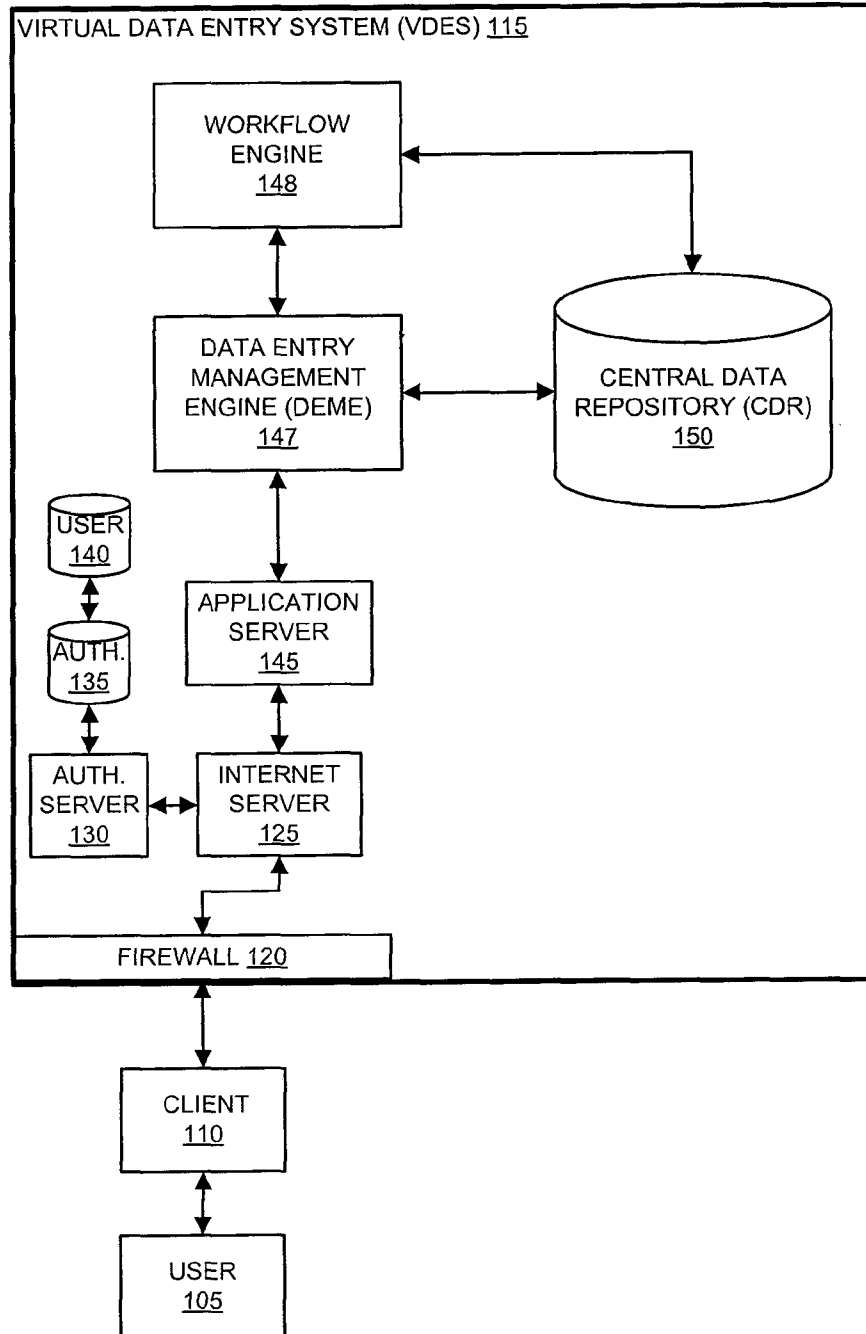 VIRTUAL DATA ENTRY SYSTEM (VDES) 115
WORKFLOW
ENGINE
148
DATA ENTRY
MANAGEMENT
ENGINE (DEME)
147
CENTRAL DATA
REPOSITORY (CDR)
150
USER
140
AUTH.
135
APPLICATION
SERVER
145
AUTH.
SERVER
130
INTERNET
SERVER
125
FIREWALL 120
CLIENT
110
USER
105